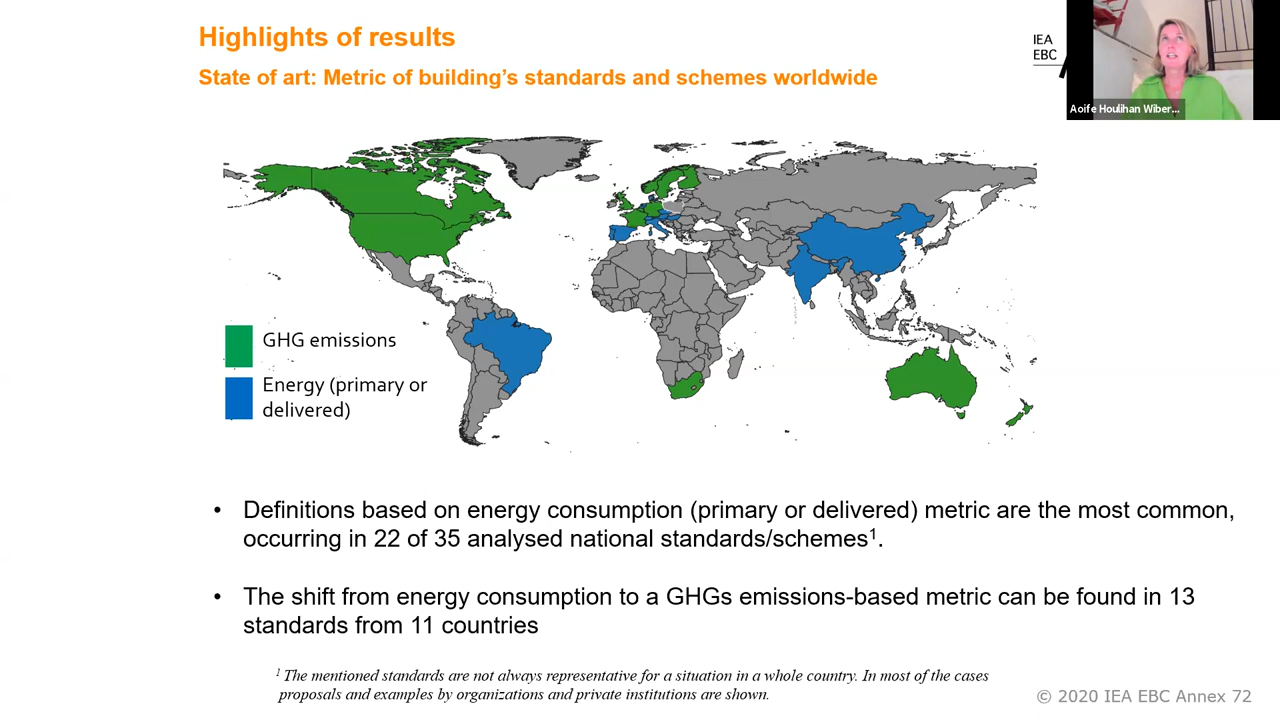 Highlights of results
State of art: Metric of building's standards and schemes worldwide
IEA
EBC
Aoife Houlihan Wiber...
GHG emissions
Energy (primary or
delivered)
• Definitions based on energy consumption (primary or delivered) metric are the most common,
occurring in 22 of 35 analysed national standards/schemes¹.
• The shift from energy consumption to a GHGs emissions-based metric can be found in 13
standards from 11 countries
¹ The mentioned standards are not always representative for a situation in a whole country. In most of the cases
proposals and examples by organizations and private institutions are shown.
© 2020 IEA EBC Annex 72